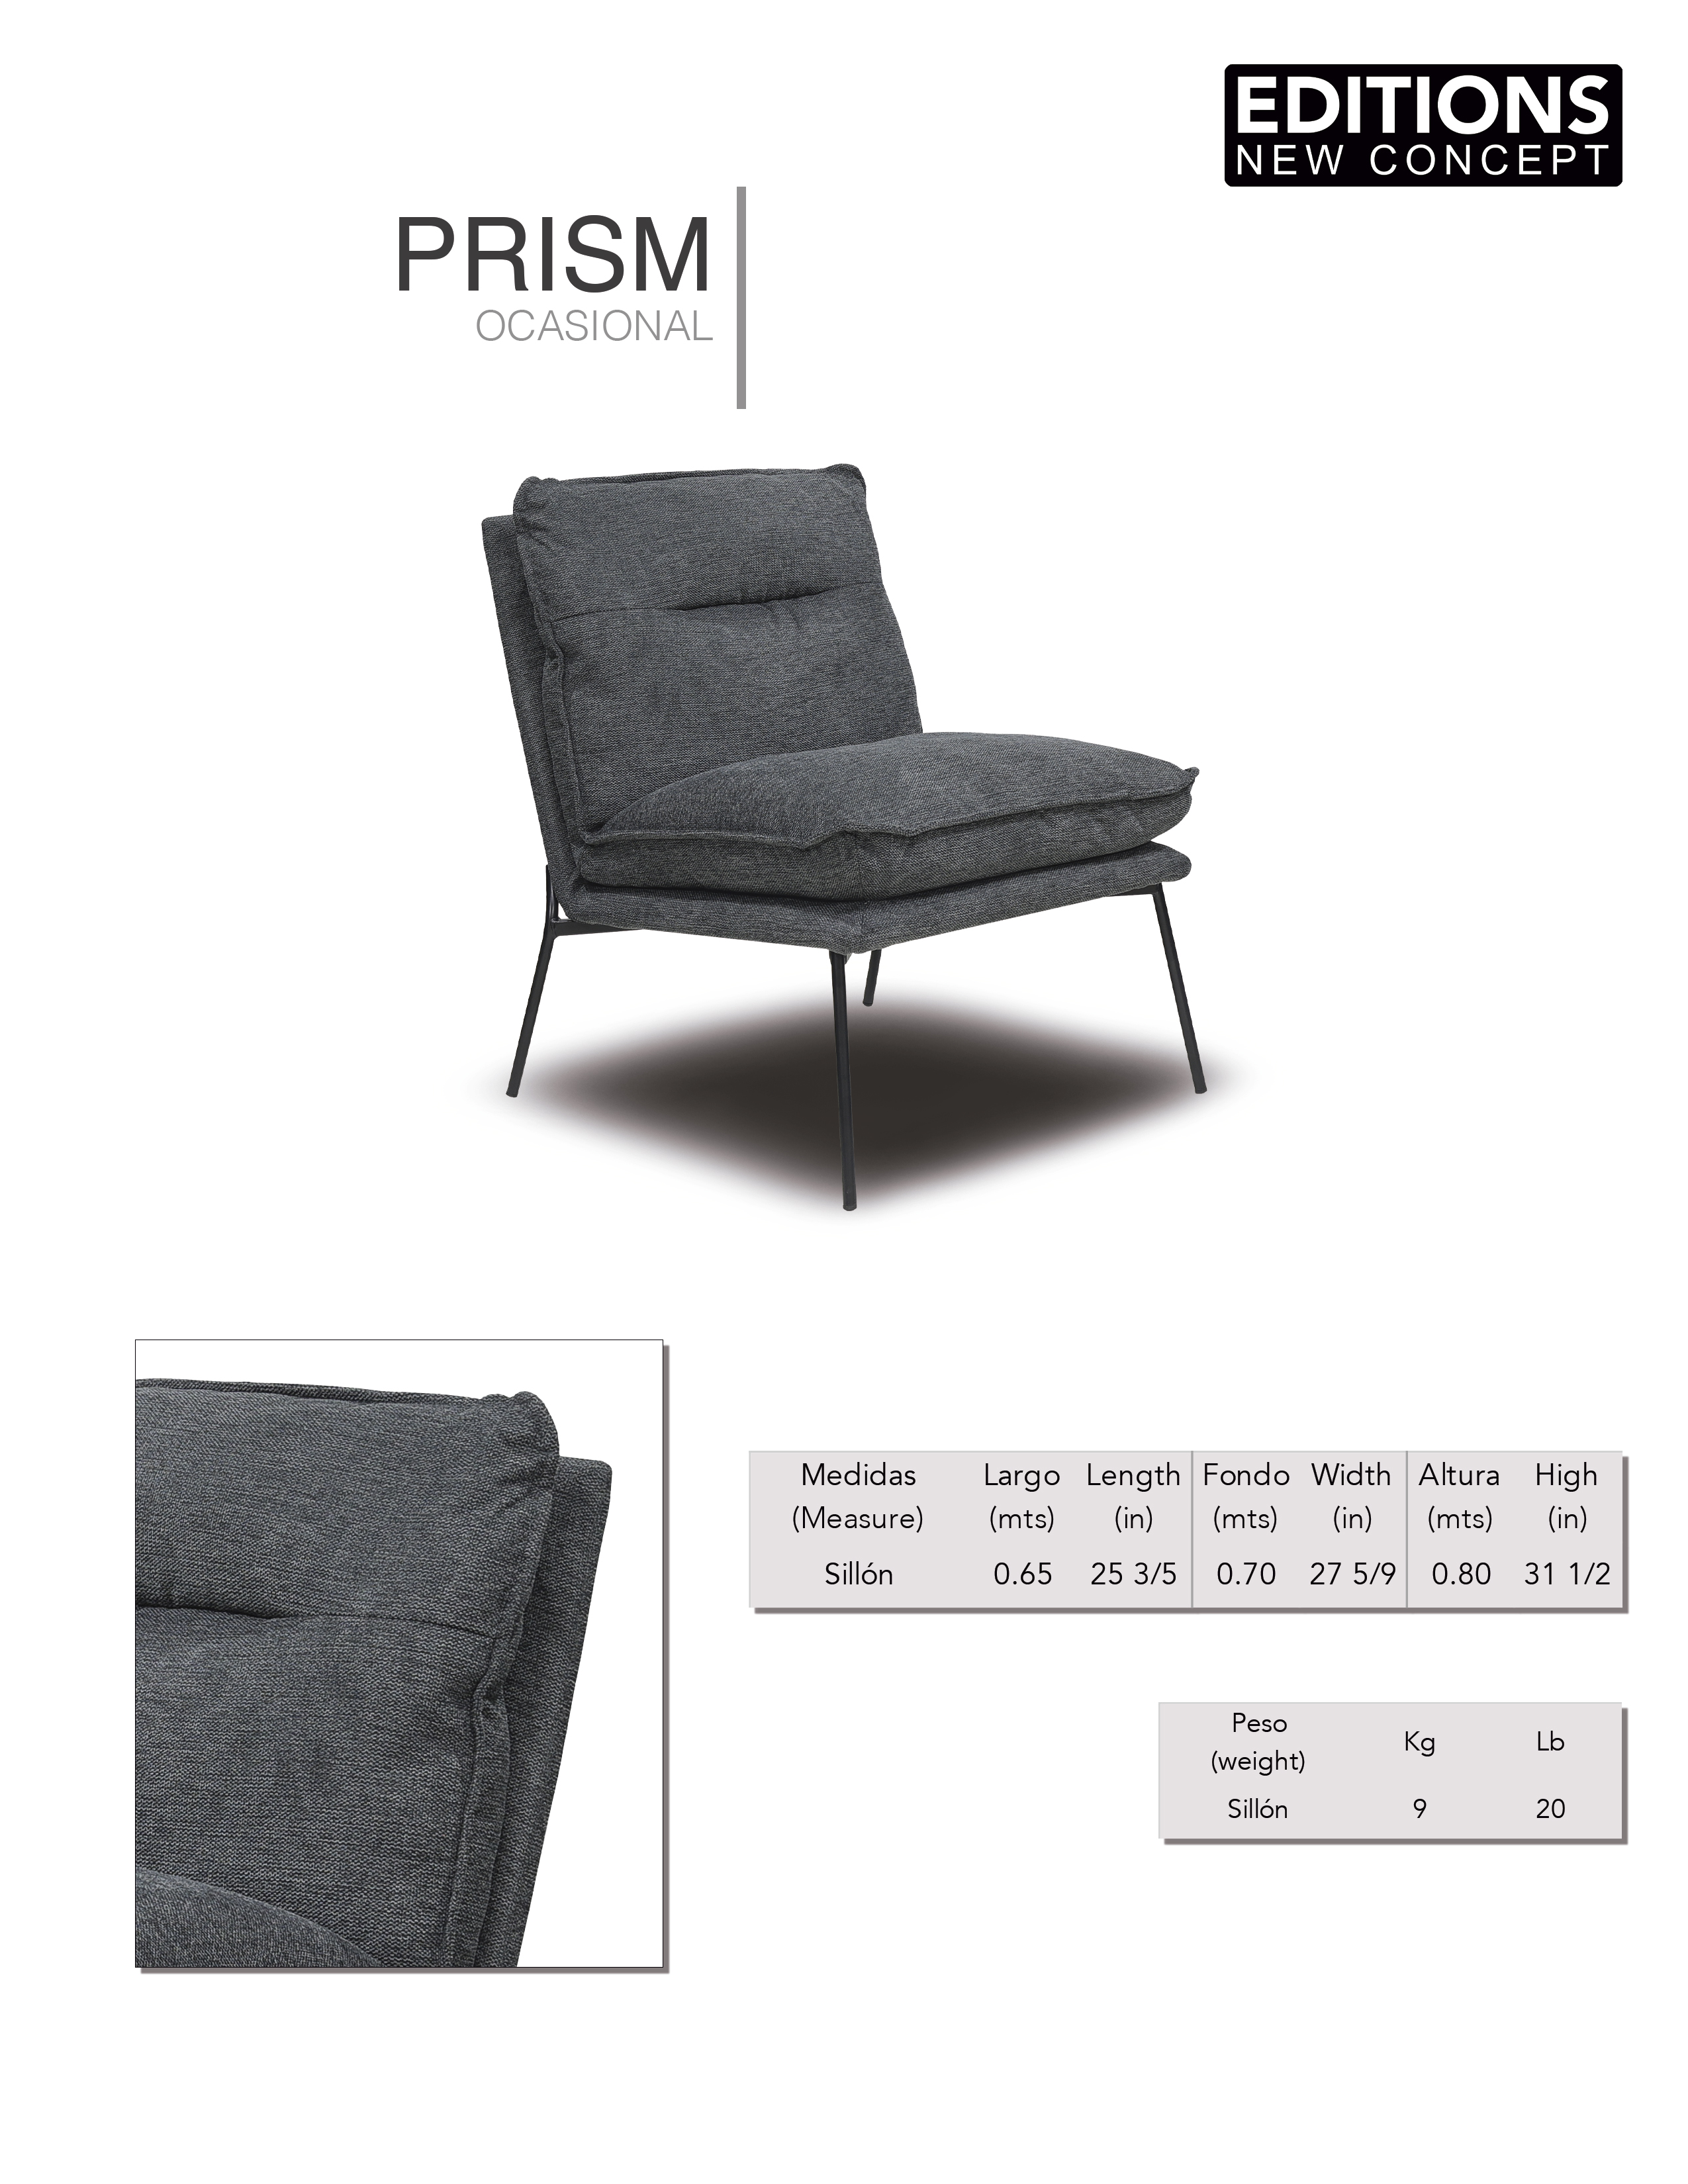 EDITIONS
NEW CONCEPT
PRISM
OCASIONAL
Medidas Largo Length Fondo Width Altura High
(Measure) (mts) (in) (mts) (in) (mts) (in)
Sillón 0.65 25 3/5 0.70 27 5/9 0.80 31 1/2
Peso
(weight) Kg Lb
Sillón 9 20